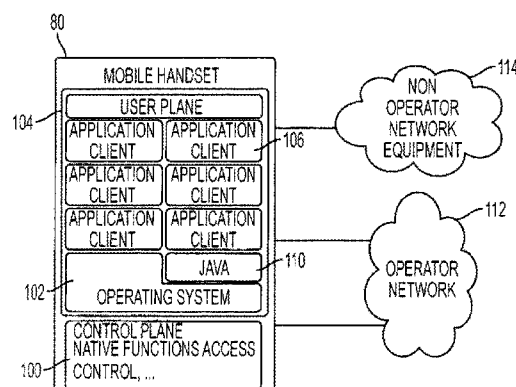 80
MOBILE HANDSET
104
USER PLANE
APPLICATION CLIENT
APPLICATION CLIENT
106
APPLICATION CLIENT
APPLICATION CLIENT
APPLICATION CLIENT
APPLICATION CLIENT
102
JAVA
110
OPERATING SYSTEM
100
CONTROL PLANE
NATIVE FUNCTIONS ACCESS
CONTROL, ...
114
NON
OPERATOR
NETWORK
EQUIPMENT
112
OPERATOR
NETWORK